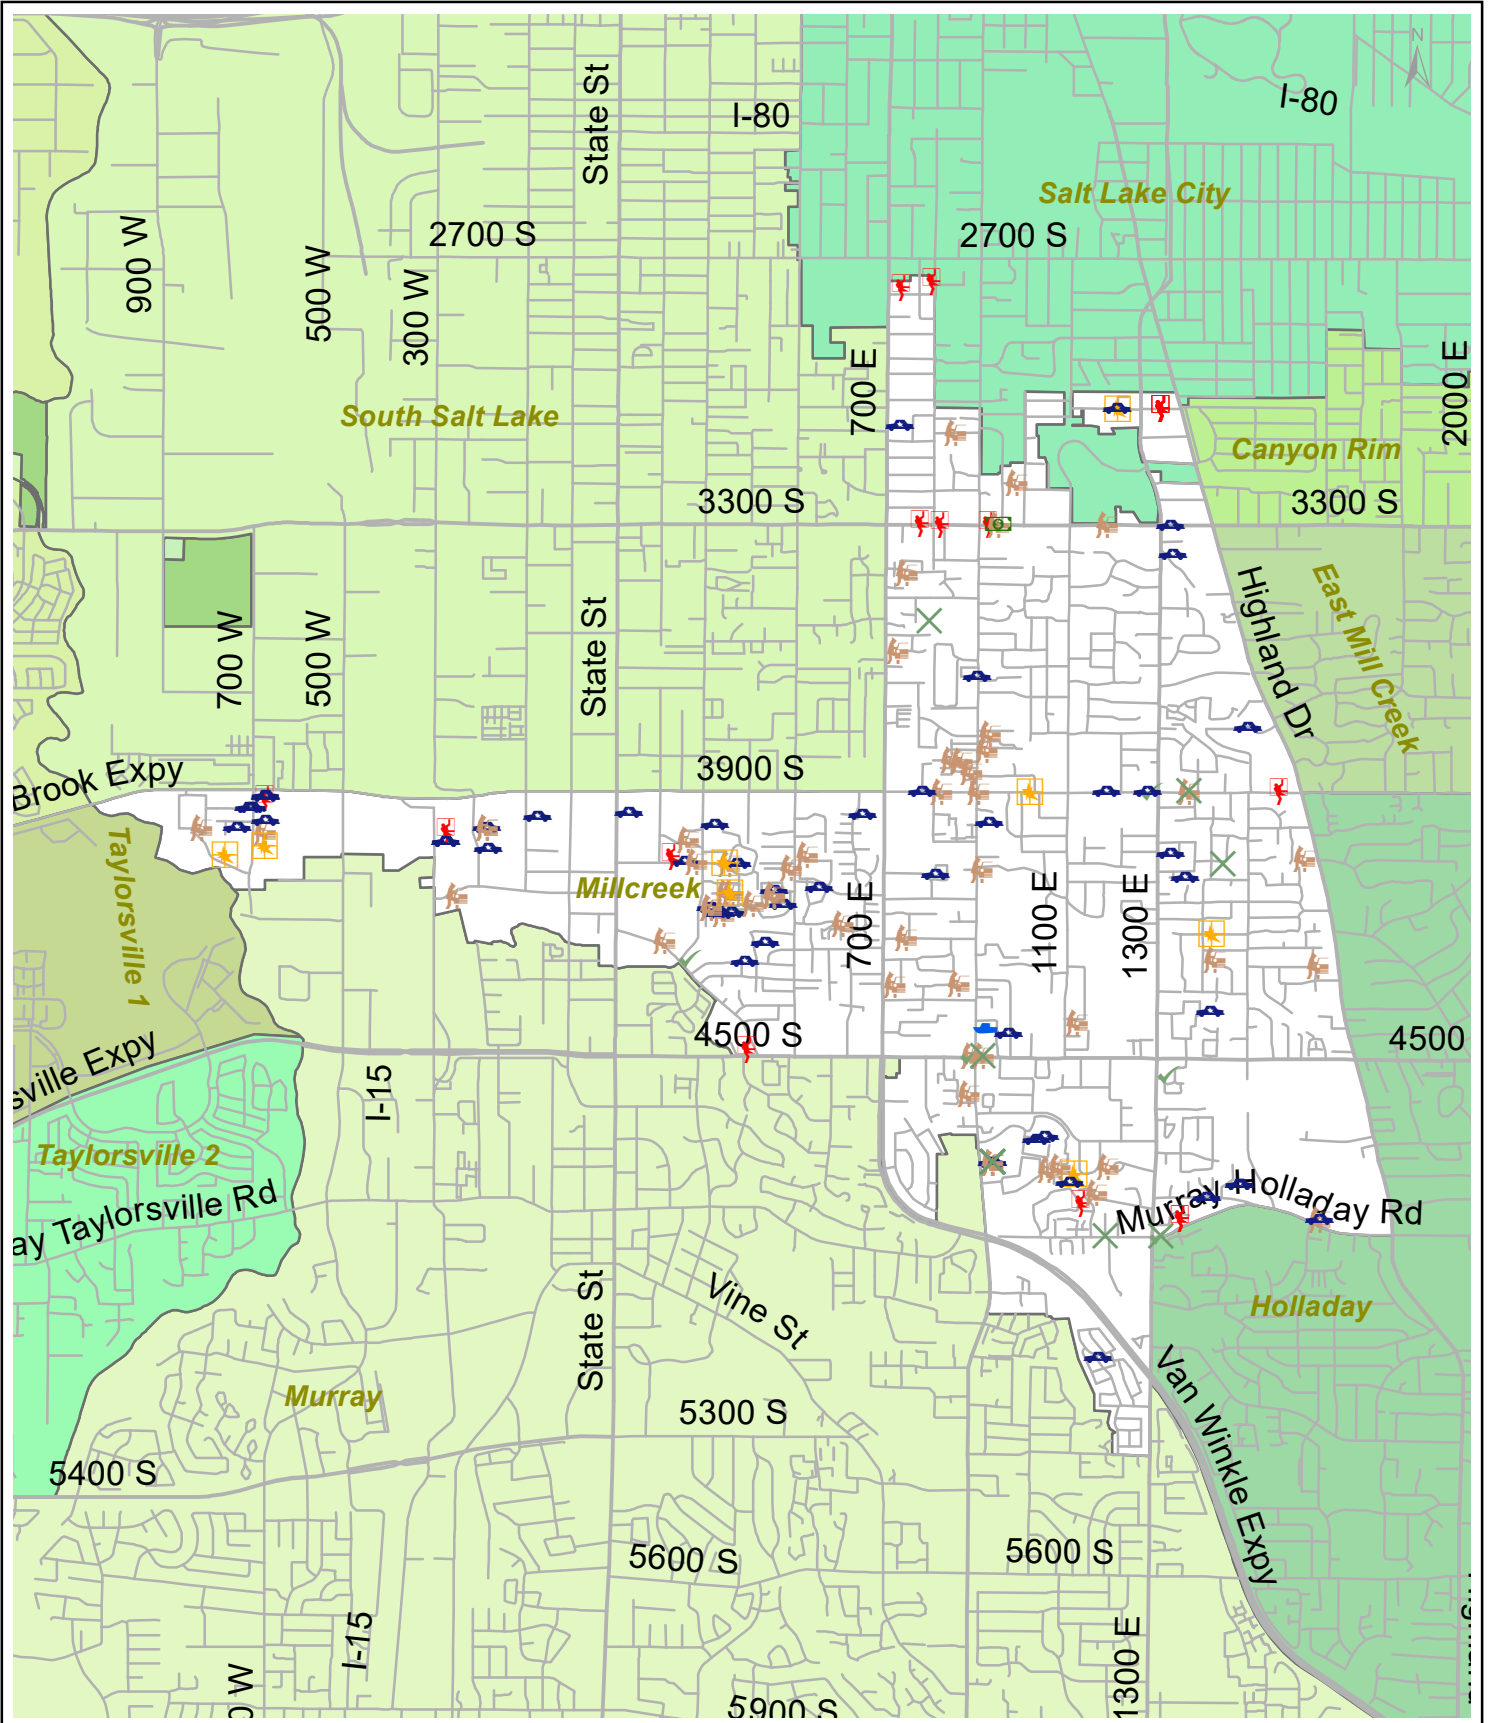 N
I-80
I-80
State St
Salt Lake City
900 W
2700 S
2700 S
500 W
300 W
700 E
2000 E
South Salt Lake
Canyon Rim
3300 S
3300 S
East Mill Creek
Highland Dr
700 W
500 W
State St
3900 S
Brook Expy
Taylorsville 1
Millcreek
700 E
1100 E
1300 E
4500 S
4500
sville Expy
I-15
Taylorsville 2
ay Taylorsville Rd
Murray-Holladay Rd
Vine St
State St
Holladay
Murray
5300 S
Van Winkle Expy
5400 S
5600 S
5600 S
I-15
1300 E
0 W
5900 S